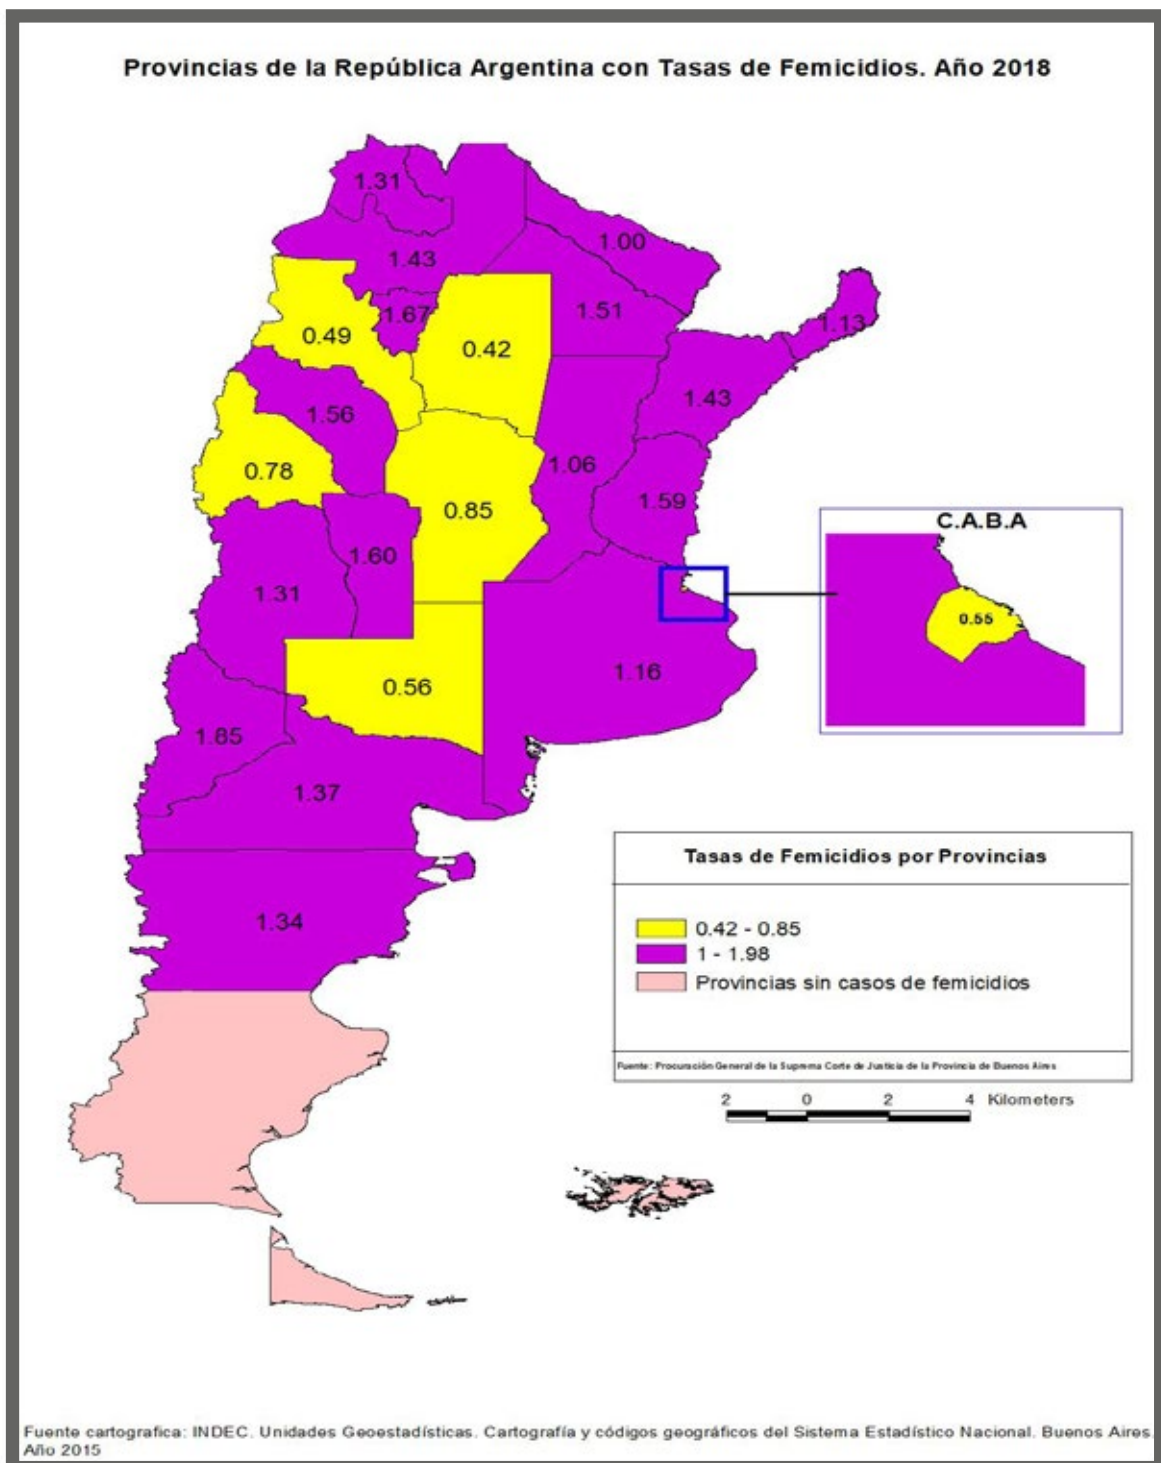 Provincias de la República Argentina con Tasas de Femicidios. Año 2018
1.31
1.00
1.43
1.51
1.67
1.13
0.49
0.42
1.43
1.56
0.78
1.06
0.85
1.59
C.A.B.A
1.60
1.31
0.55
1.16
0.56
1.85
1.37
Tasas de Femicidios por Provincias
1.34
0.42 - 0.85
1 - 1.98
Provincias sin casos de femicidios
Fuente: Procuración General de la Suprema Corte de Justicia de la Provincia de Buenos Aires
2 0 2 4 Kilometers
Fuente cartografica: INDEC. Unidades Geoestadísticas. Cartografía y códigos geográficos del Sistema Estadístico Nacional. Buenos Aires.
Año 2015